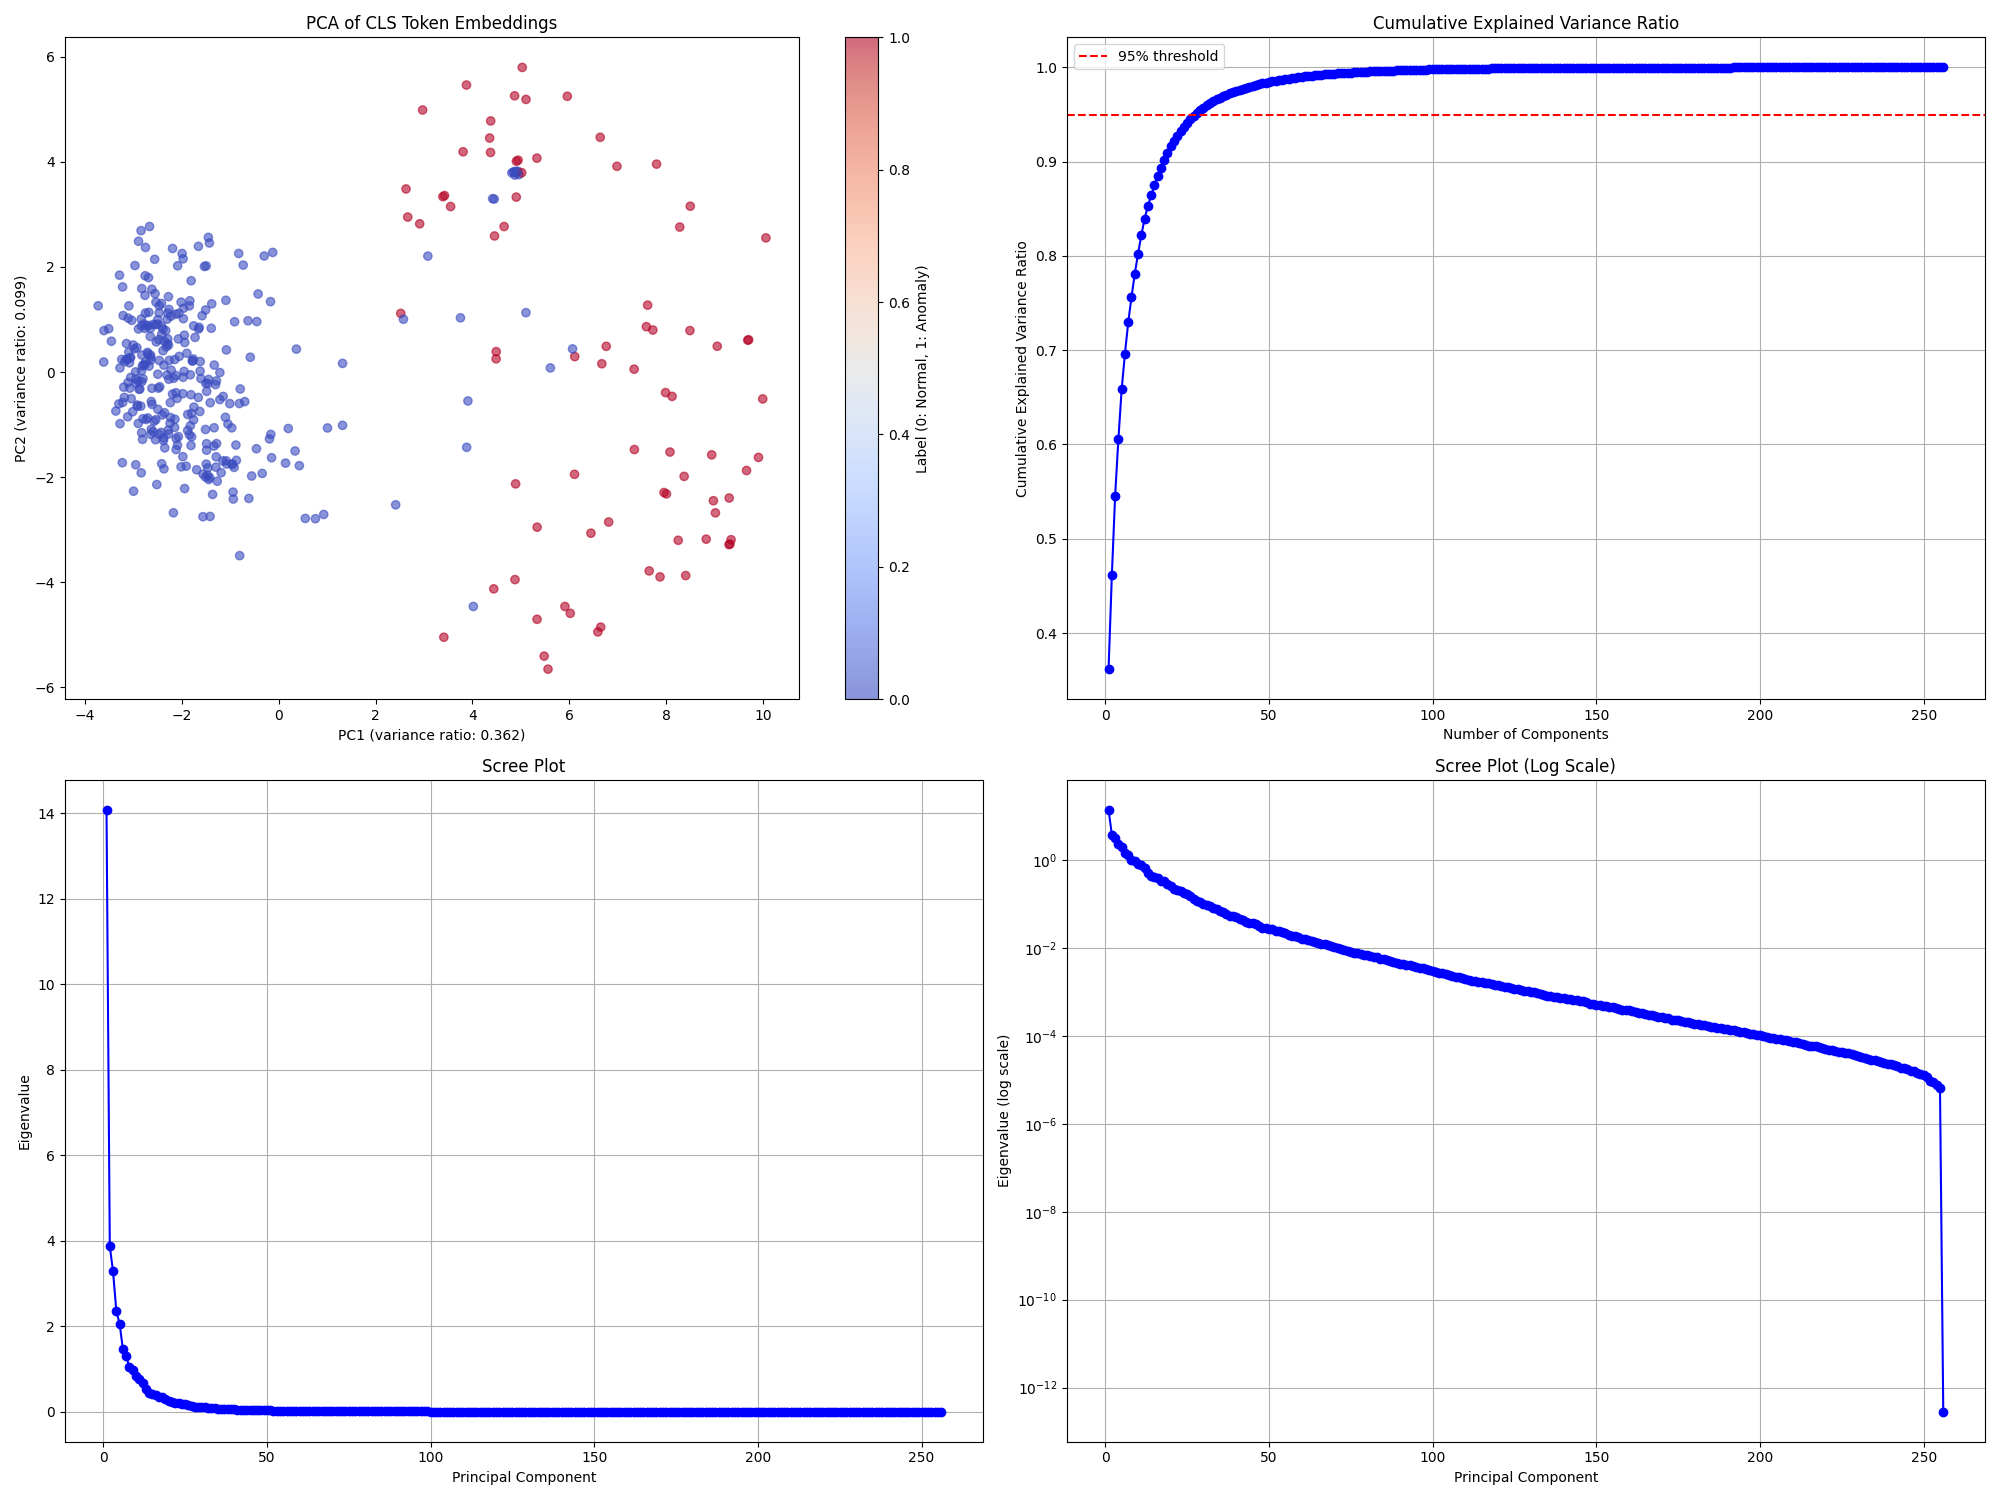 PCA of CLS Token Embeddings
6
4
2
0
−2
−4
−6
PC2 (variance ratio: 0.099)
−4 −2 0 2 4 6 8 10
PC1 (variance ratio: 0.362)
1.0
0.8
0.6
0.4
0.2
0.0
Label (0: Normal, 1: Anomaly)
Cumulative Explained Variance Ratio
95% threshold
1.0
0.9
0.8
0.7
0.6
0.5
0.4
Cumulative Explained Variance Ratio
0 50 100 150 200 250
Number of Components
Scree Plot
14
12
10
8
6
4
2
0
Eigenvalue
0 50 100 150 200 250
Principal Component
Scree Plot (Log Scale)
10⁰
10⁻²
10⁻⁴
10⁻⁶
10⁻⁸
10⁻¹⁰
10⁻¹²
Eigenvalue (log scale)
0 50 100 150 200 250
Principal Component